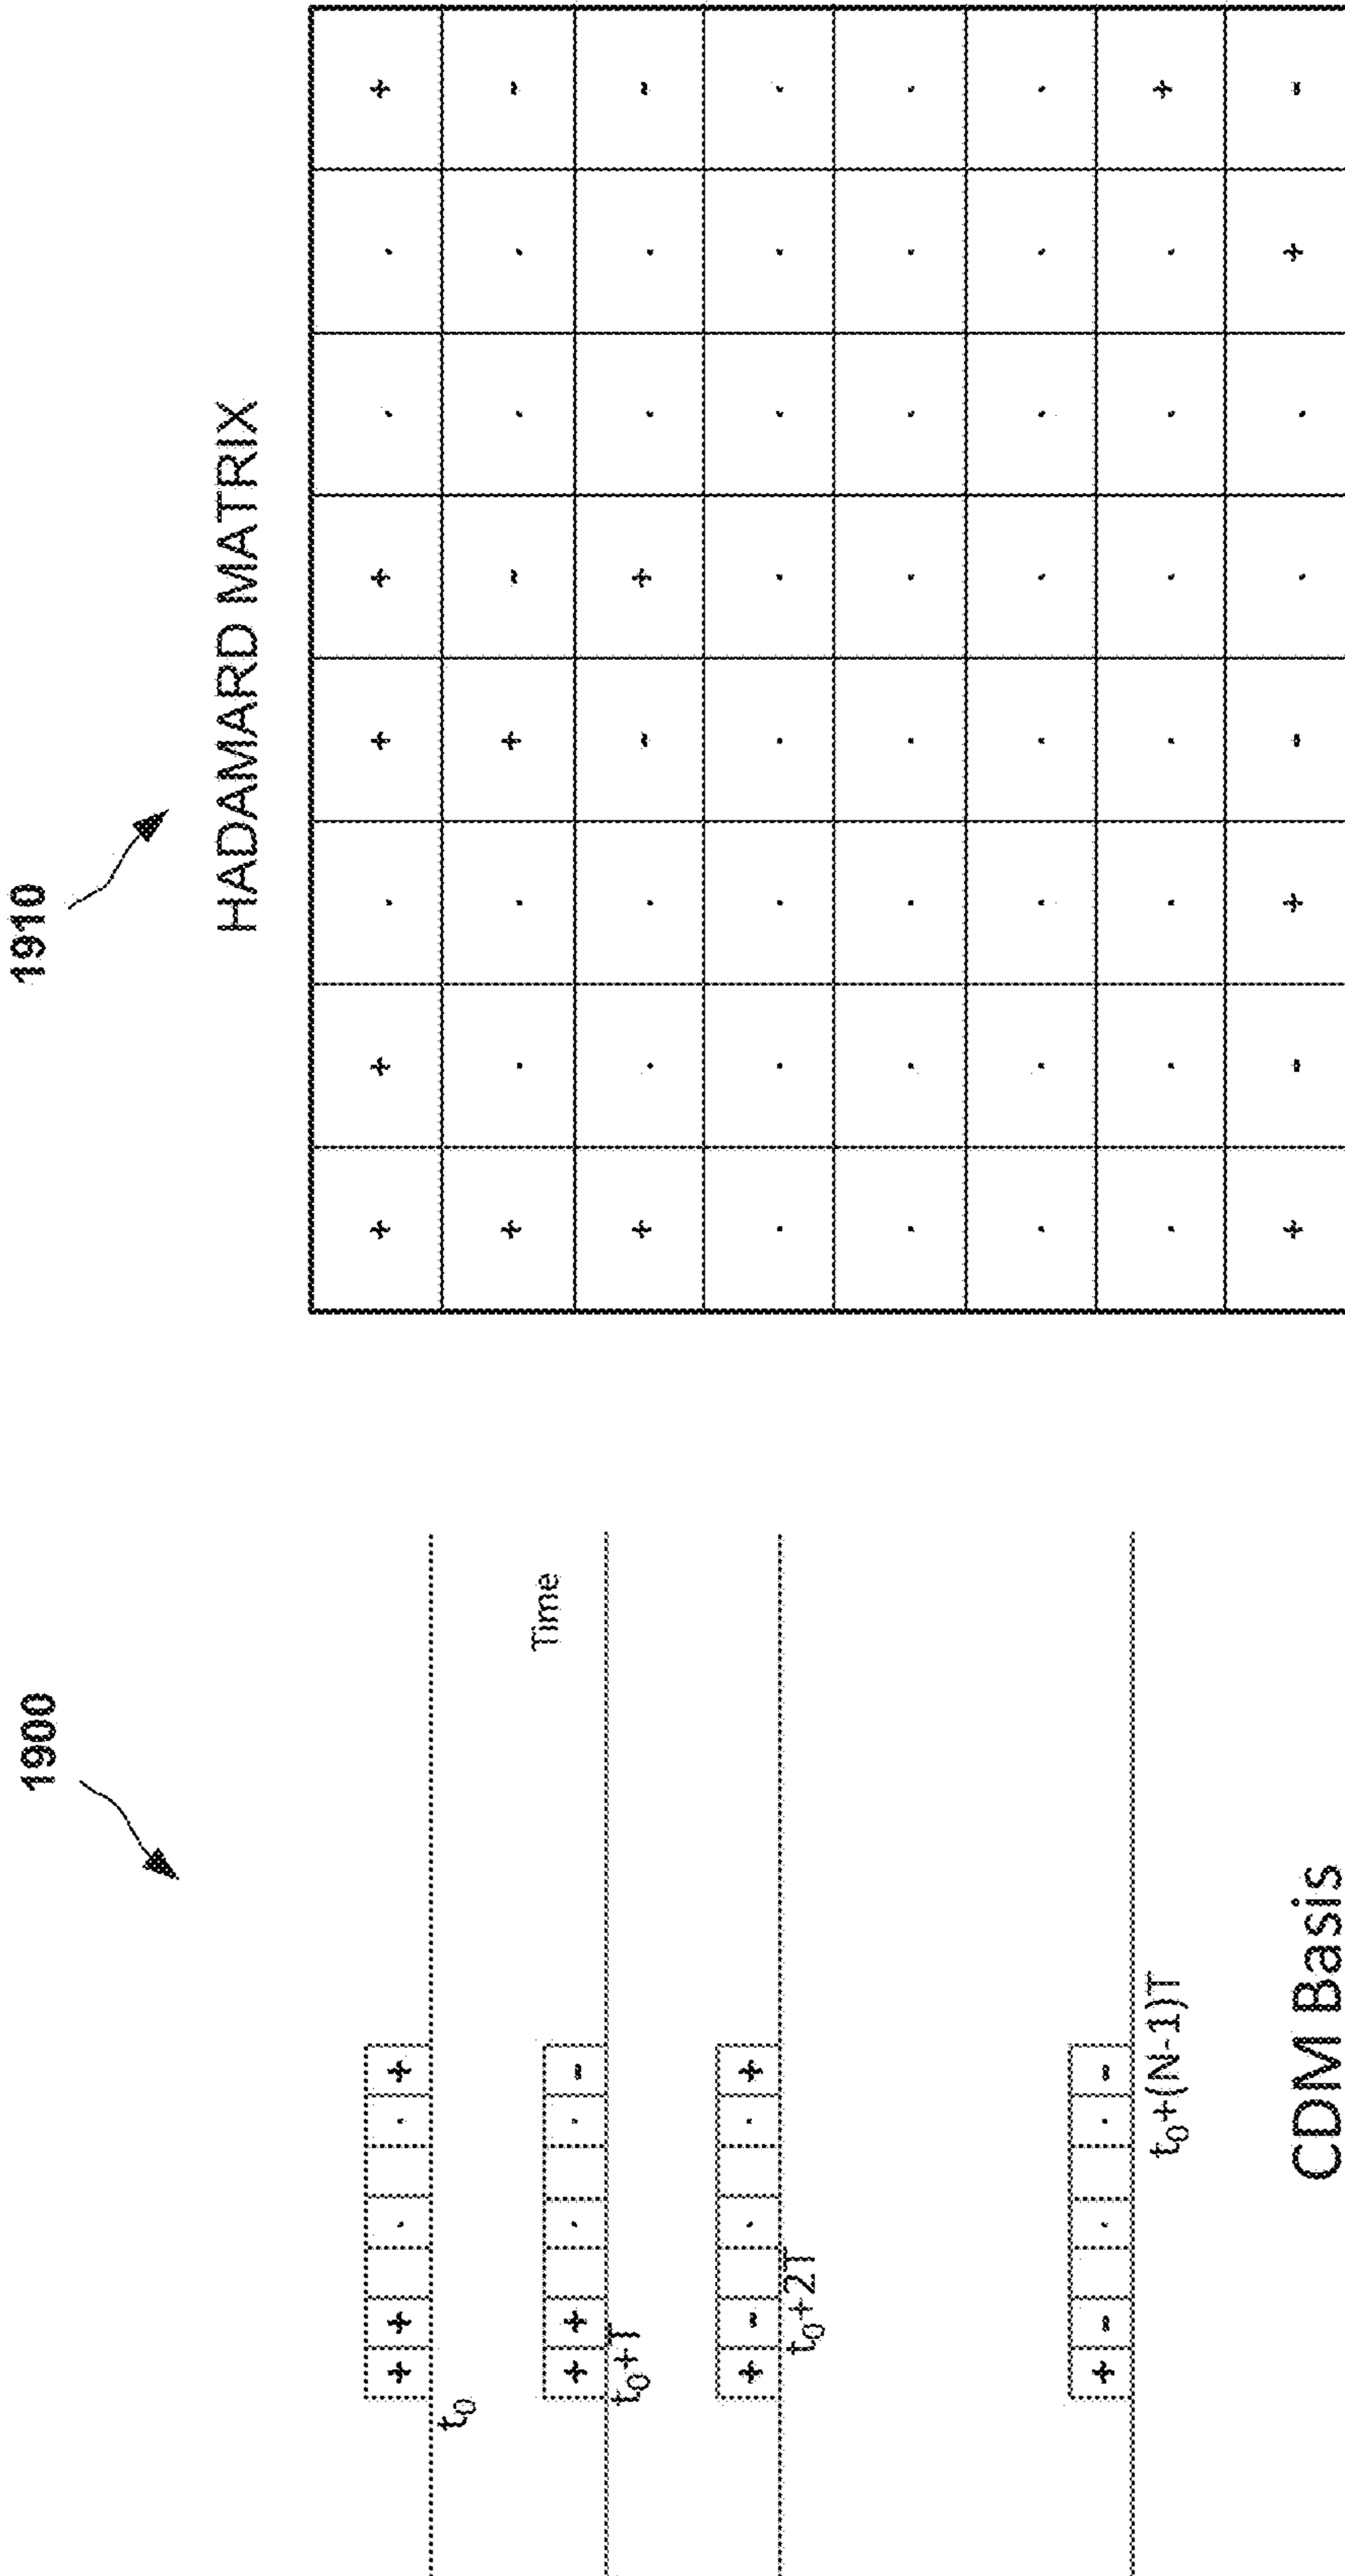 1900
+ + . . +
t₀
Time
+ + . . -
t₀+T
+ - . . +
t₀+2T
+ - . . -
t₀+(N-1)T
CDM Basis
1910
HADAMARD MATRIX
+ + . + + . . +
+ . . + - . . -
+ . . - + . . -
. . . . . . . .
. . . . . . . .
. . . . . . . .
. . . . . . . +
+ - + - . . + -